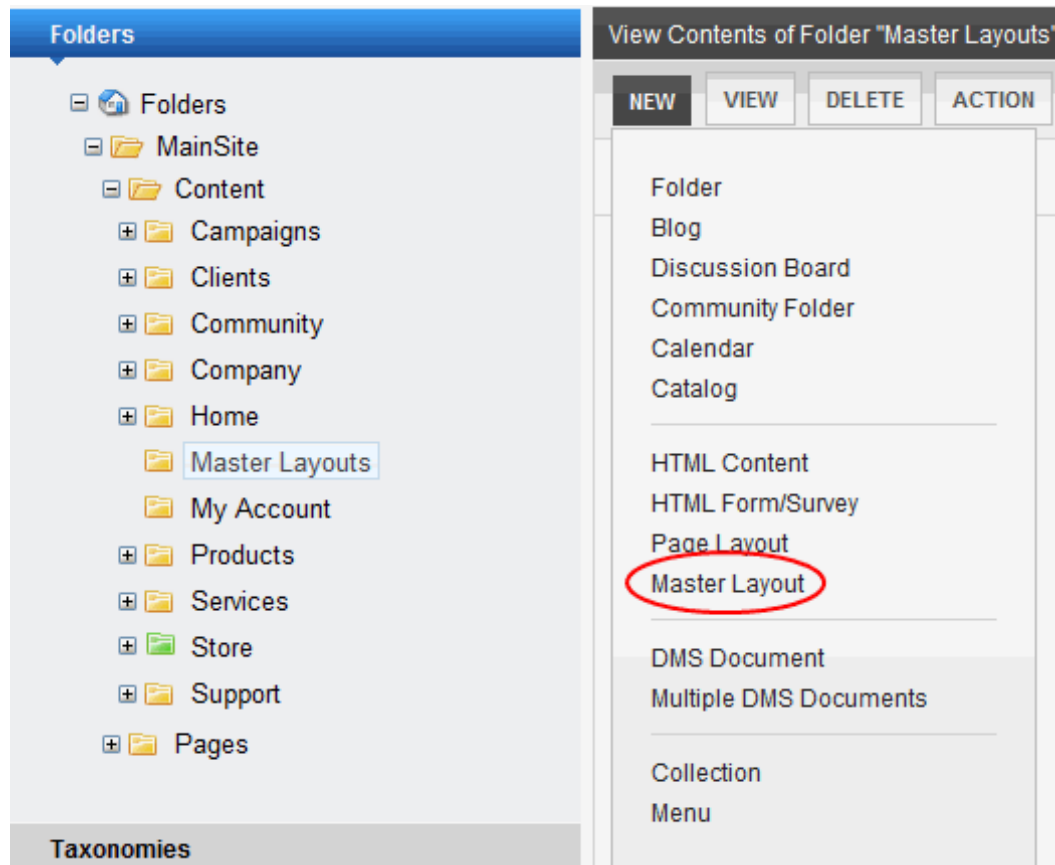 Folders
Folders
MainSite
Content
Campaigns
Clients
Community
Company
Home
Master Layouts
My Account
Products
Services
Store
Support
Pages
Taxonomies
View Contents of Folder "Master Layouts"
NEW VIEW DELETE ACTION
Folder
Blog
Discussion Board
Community Folder
Calendar
Catalog
HTML Content
HTML Form/Survey
Page Layout
Master Layout
DMS Document
Multiple DMS Documents
Collection
Menu